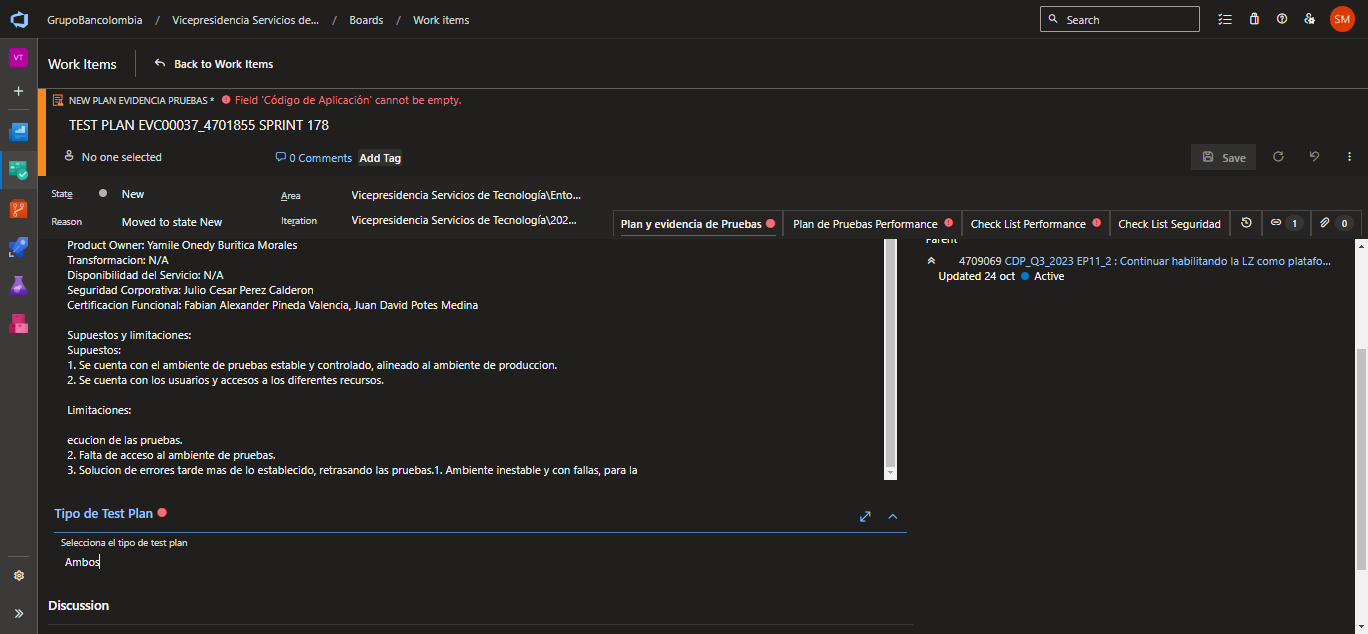 GrupoBancolombia / Vicepresidencia Servicios de... / Boards / Work items
Search
SM
VT
Work Items
Back to Work Items
NEW PLAN EVIDENCIA PRUEBAS * Field 'Código de Aplicación' cannot be empty.
TEST PLAN EVC00037_4701855 SPRINT 178
No one selected
0 Comments
Add Tag
Save
State
New
Area
Vicepresidencia Servicios de Tecnología\Ento...
Reason
Moved to state New
Iteration
Vicepresidencia Servicios de Tecnología\202...
Plan y evidencia de Pruebas
Plan de Pruebas Performance
Check List Performance
Check List Seguridad
1
0
Product Owner: Yamile Onedy Buritica Morales
Transformacion: N/A
Disponibilidad del Servicio: N/A
Seguridad Corporativa: Julio Cesar Perez Calderon
Certificacion Funcional: Fabian Alexander Pineda Valencia, Juan David Potes Medina
Supuestos y limitaciones:
Supuestos:
1. Se cuenta con el ambiente de pruebas estable y controlado, alineado al ambiente de produccion.
2. Se cuenta con los usuarios y accesos a los diferentes recursos.
Limitaciones:
ecucion de las pruebas.
2. Falta de acceso al ambiente de pruebas.
3. Solucion de errores tarde mas de lo establecido, retrasando las pruebas.1. Ambiente inestable y con fallas, para la
Parent
4709069 CDP_Q3_2023 EP11_2 : Continuar habilitando la LZ como platafo...
Updated 24 oct Active
Tipo de Test Plan
Selecciona el tipo de test plan
Ambos
Discussion